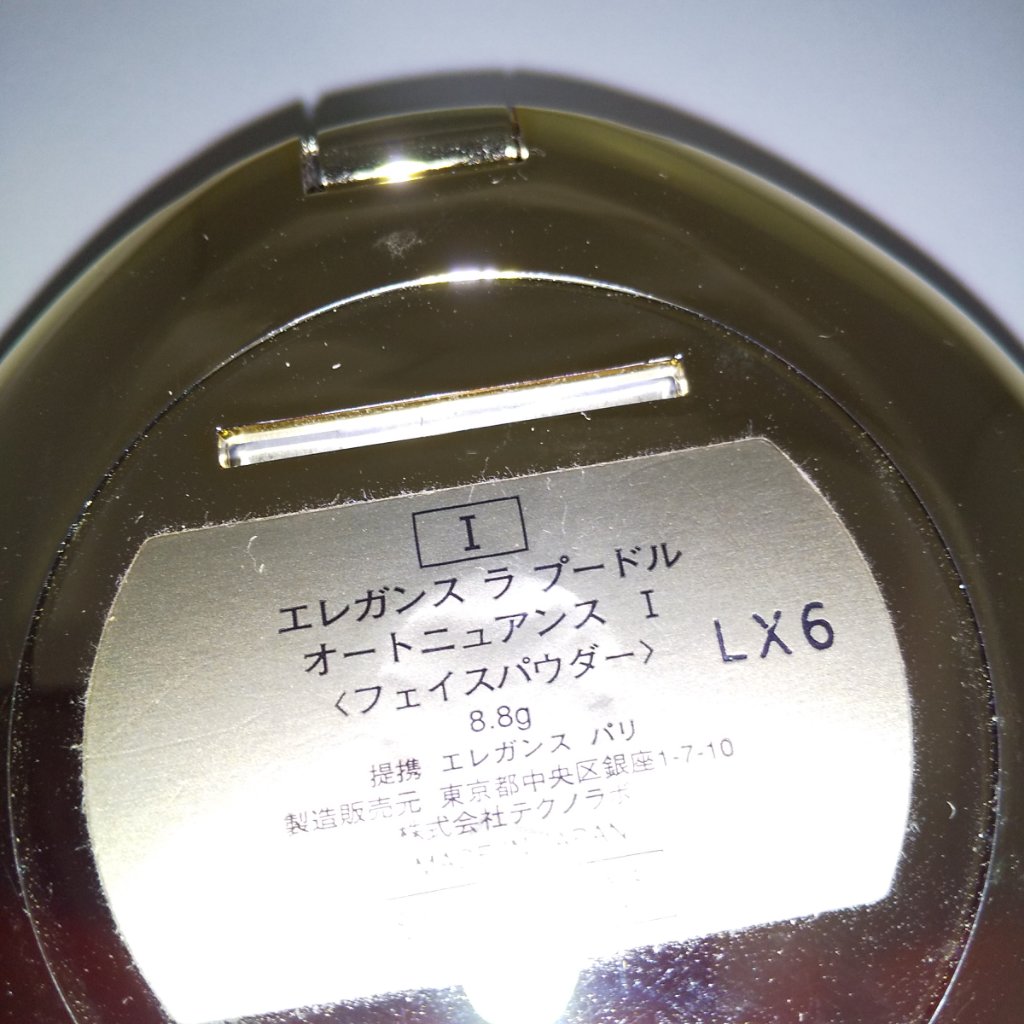 I
エレガンス ラ プードル
オートニュアンス I
LX6
〈フェイスパウダー〉
8.8g
提携 エレガンス パリ
製造販売元 東京都中央区銀座1-7-10
株式会社テクノラボ
MADE IN JAPAN